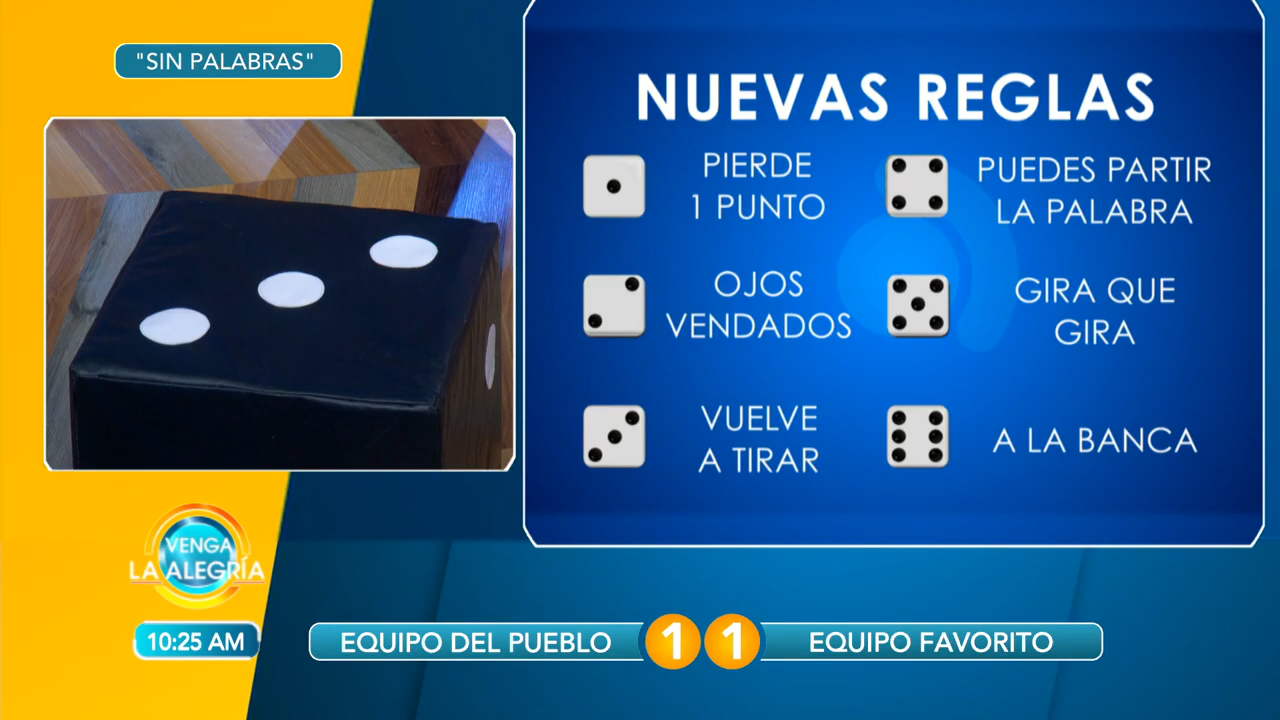 "SIN PALABRAS"
NUEVAS REGLAS
PIERDE
1 PUNTO
PUEDES PARTIR
LA PALABRA
OJOS
VENDADOS
GIRA QUE
GIRA
VUELVE
A TIRAR
A LA BANCA
VENGA
LA ALEGRÍA
10:25 AM
EQUIPO DEL PUEBLO 1 1 EQUIPO FAVORITO